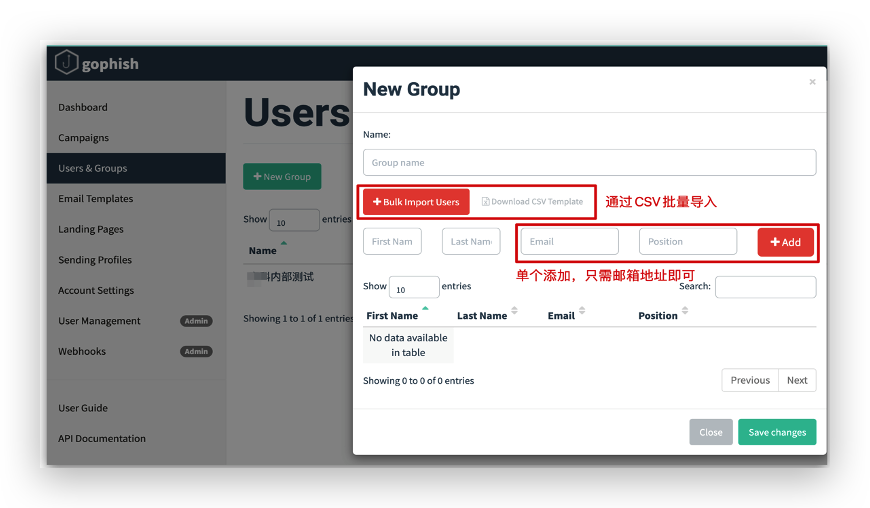 gophish
New Group
×
Dashboard
Campaigns
Users & Groups
Email Templates
Landing Pages
Sending Profiles
Account Settings
User Management Admin
Webhooks Admin
User Guide
API Documentation
Users
+ New Group
Show 10 entries
Name
内部测试
Showing 1 to 1 of 1 entries
Name:
Group name
+ Bulk Import Users
Download CSV Template
通过 CSV 批量导入
First Nam
Last Nam
Email
Position
+ Add
单个添加，只需邮箱地址即可
Show 10 entries
Search:
First Name Last Name Email Position
No data available
in table
Showing 0 to 0 of 0 entries
Previous Next
Close Save changes